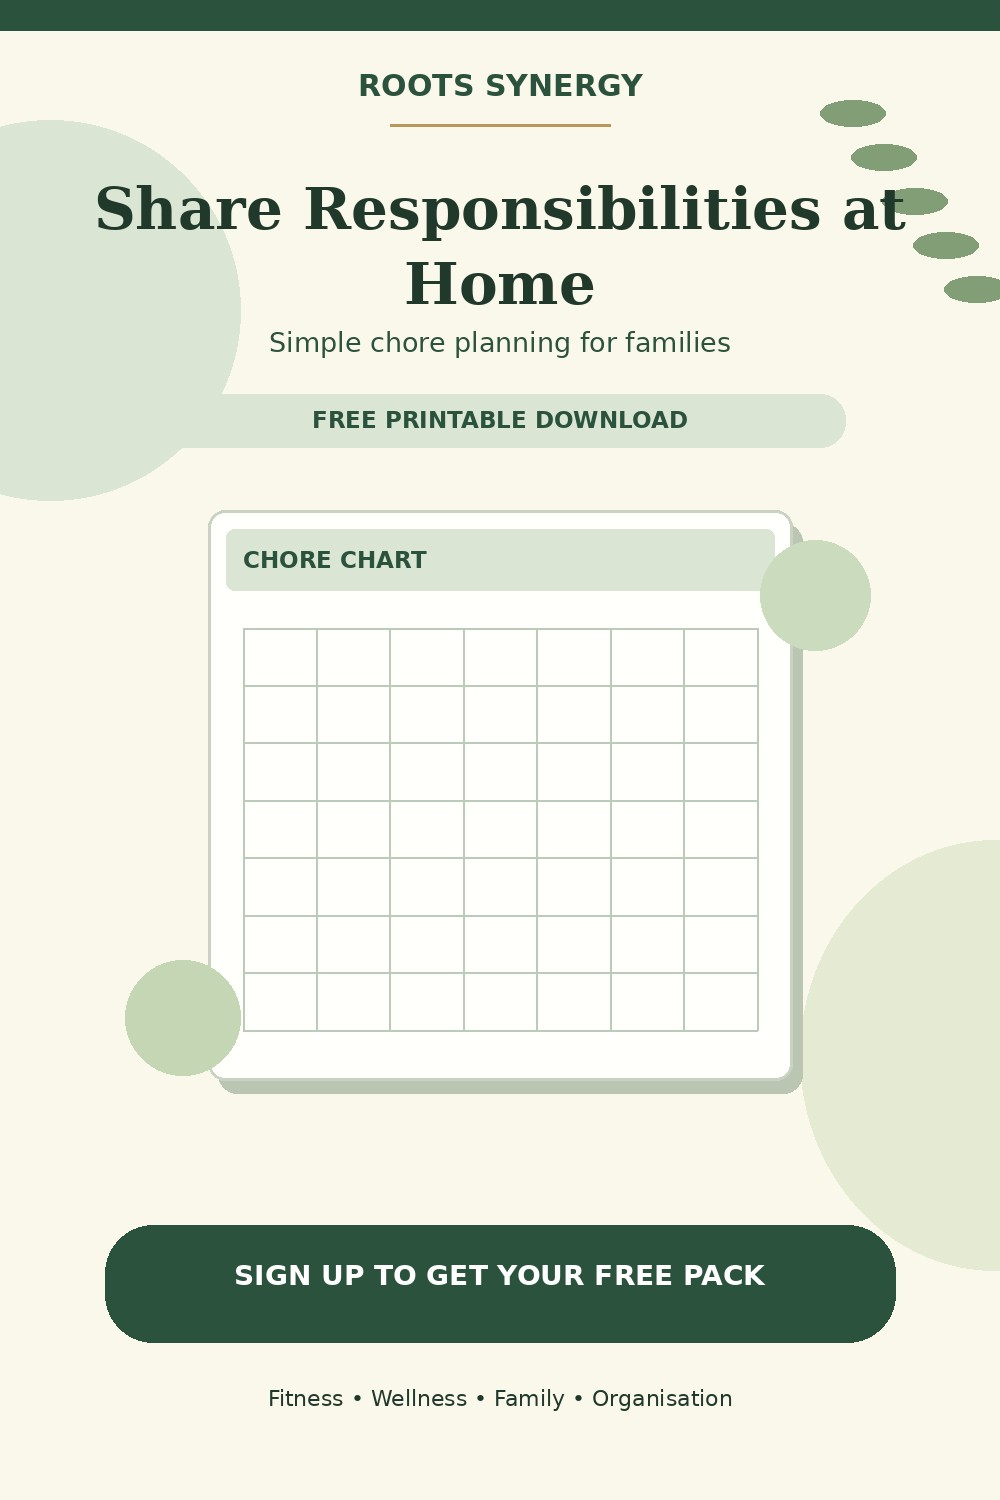 ROOTS SYNERGY
Share Responsibilities at
Home
Simple chore planning for families
FREE PRINTABLE DOWNLOAD
CHORE CHART
SIGN UP TO GET YOUR FREE PACK
Fitness • Wellness • Family • Organisation